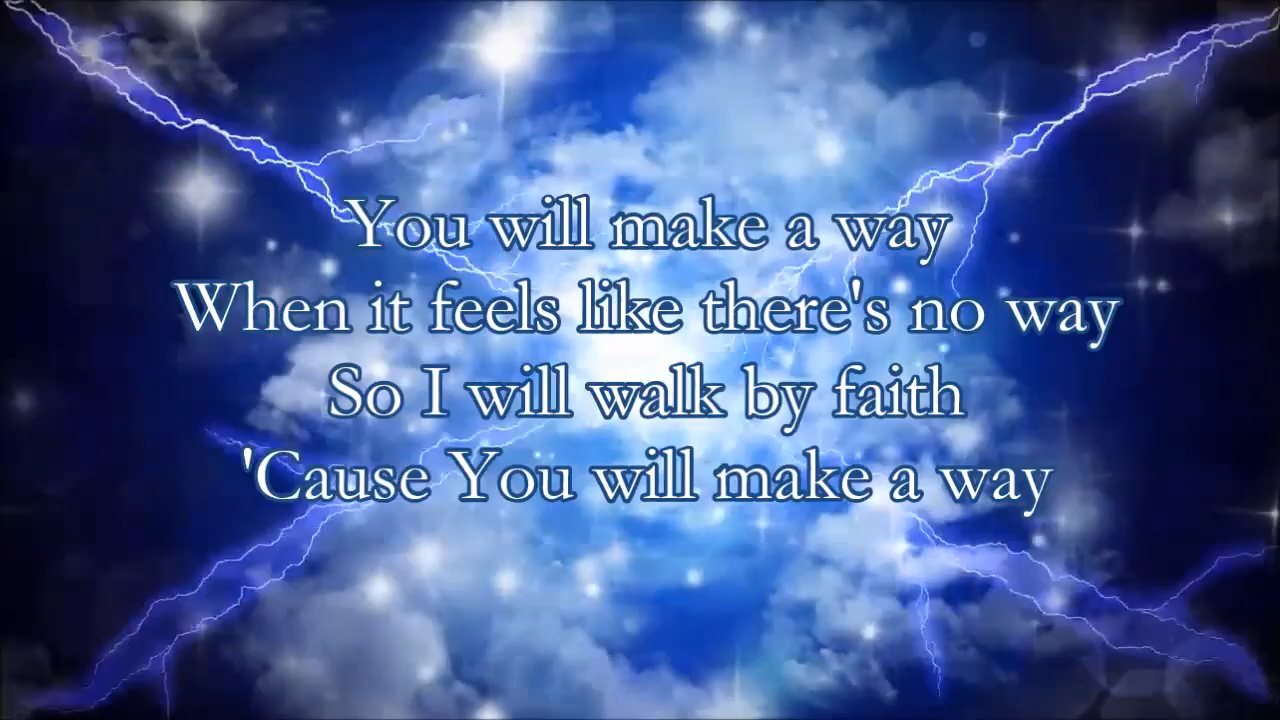 You will make a way
When it feels like there's no way
So I will walk by faith
'Cause You will make a way